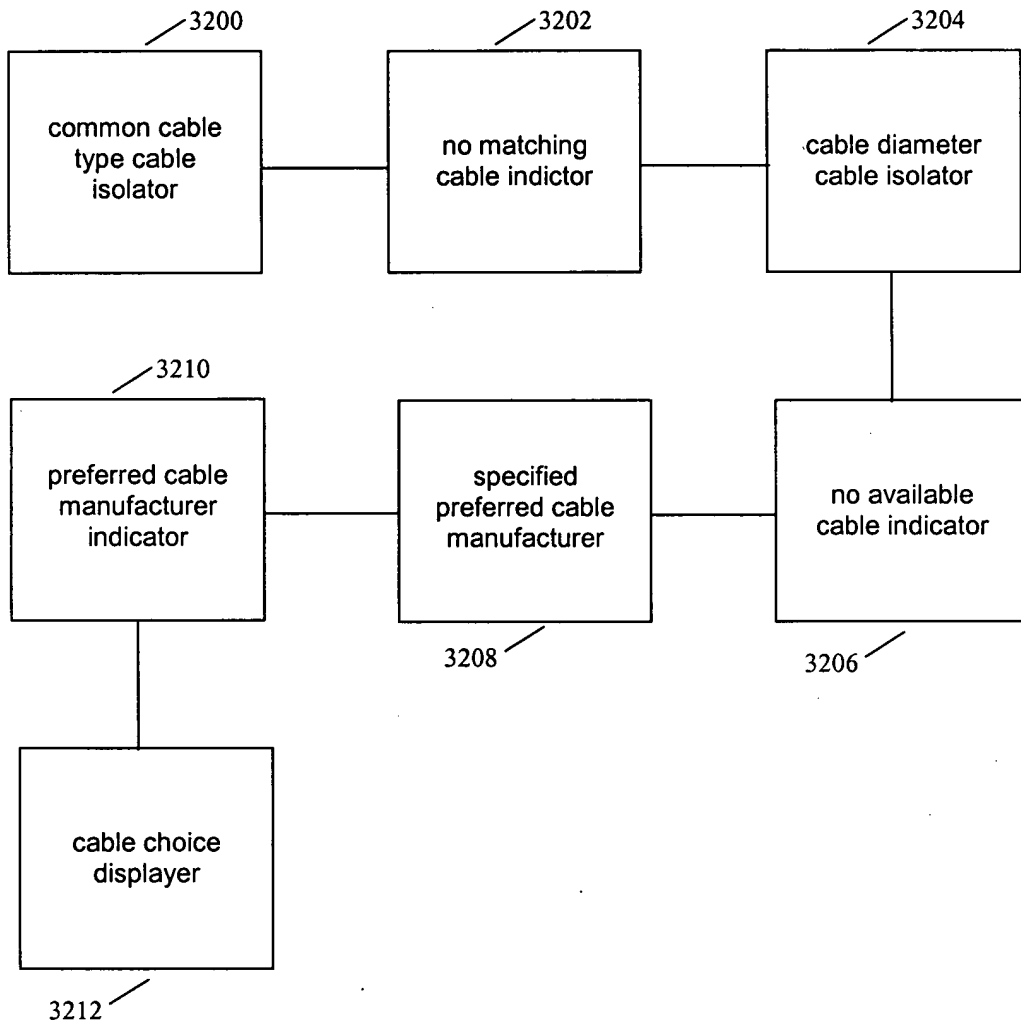 3200
3202
3204
common cable
type cable
isolator
no matching
cable indictor
cable diameter
cable isolator
3210
preferred cable
manufacturer
indicator
specified
preferred cable
manufacturer
no available
cable indicator
3208
3206
cable choice
displayer
3212